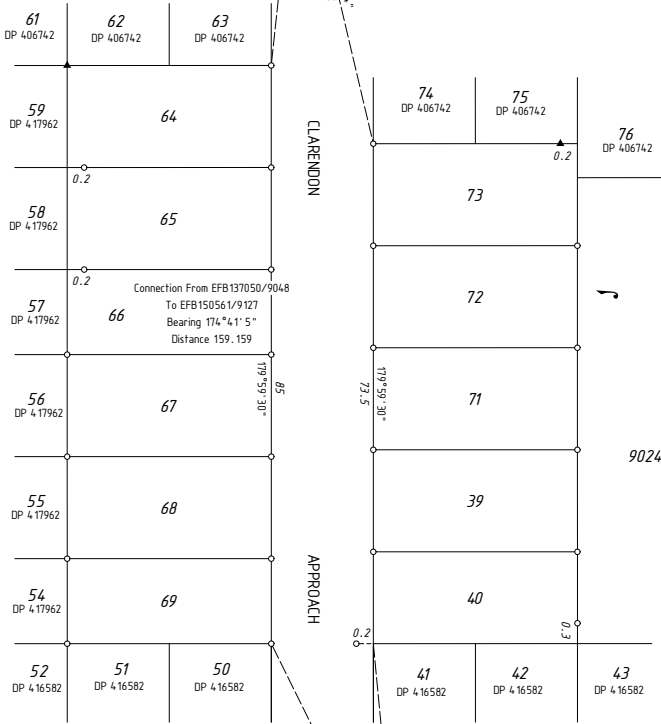 61
DP 406742
62
DP 406742
63
DP 406742
59
DP 417962
64
CLARENDON
74
DP 406742
75
DP 406742
76
DP 406742
0.2
0.2
58
DP 417962
65
73
0.2
57
DP 417962
66
Connection From EFB137050/9048
To EFB150561/9127
Bearing 174°41'5"
Distance 159.159
72
179°59'30"
85
73.5
179°59'30"
56
DP 417962
67
71
9024
55
DP 417962
68
39
54
DP 417962
69
APPROACH
40
0.2
0.3
52
DP 416582
51
DP 416582
50
DP 416582
41
DP 416582
42
DP 416582
43
DP 416582